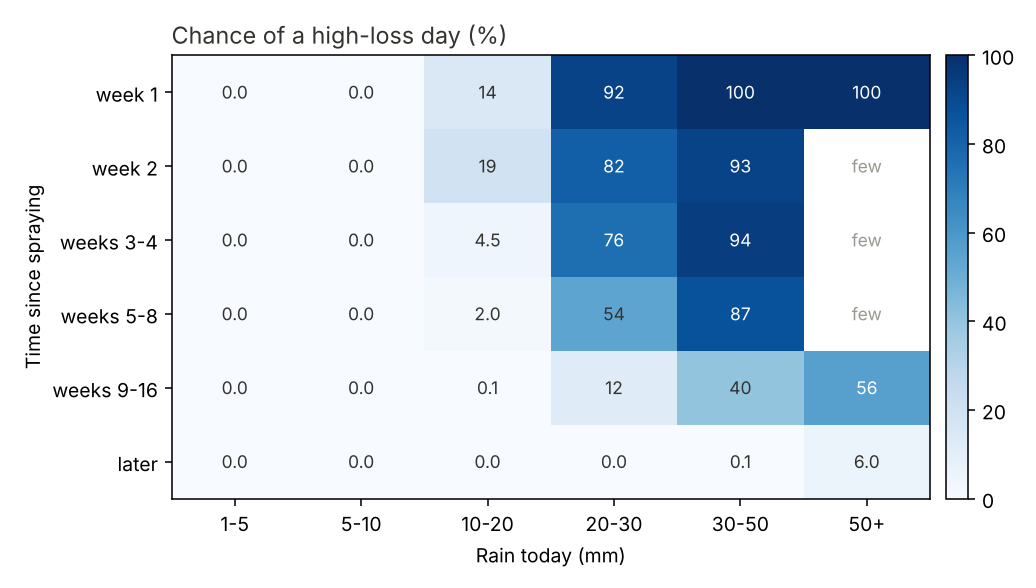 Chance of a high-loss day (%)
week 1 0.0 0.0 14 92 100 100
week 2 0.0 0.0 19 82 93 few
weeks 3-4 0.0 0.0 4.5 76 94 few
weeks 5-8 0.0 0.0 2.0 54 87 few
weeks 9-16 0.0 0.0 0.1 12 40 56
later 0.0 0.0 0.0 0.0 0.1 6.0
1-5 5-10 10-20 20-30 30-50 50+
Rain today (mm)
Time since spraying
100
80
60
40
20
0